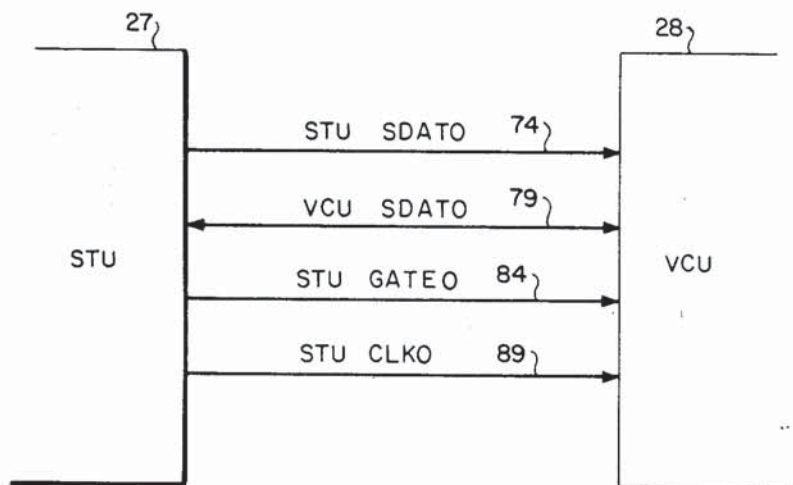 27
28
STU SDATO 74
VCU SDATO 79
STU
STU GATEO 84
VCU
STU CLKO 89